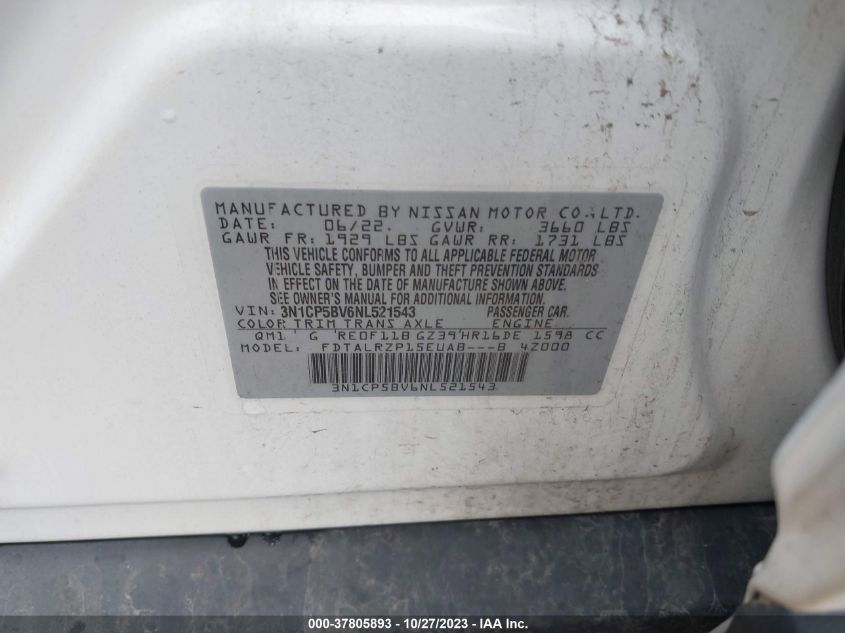 MANUFACTURED BY NISSAN MOTOR CO.,LTD.
DATE: 06/22. GVWR: 3660 LBS
GAWR FR: 1929 LBS GAWR RR: 1731 LBS
THIS VEHICLE CONFORMS TO ALL APPLICABLE FEDERAL MOTOR
VEHICLE SAFETY, BUMPER AND THEFT PREVENTION STANDARDS
IN EFFECT ON THE DATE OF MANUFACTURE SHOWN ABOVE.
SEE OWNER'S MANUAL FOR ADDITIONAL INFORMATION.
VIN: 3N1CP5BV6NL521543 PASSENGER CAR.
COLOR TRIM TRANS AXLE ENGINE
QM1 G RE0F11B GZ39 HR16DE 1598 CC
MODEL: FDTALRZP15EUAB---B 4Z000
3N1CP5BV6NL521543
000-37805893 - 10/27/2023 - IAA Inc.